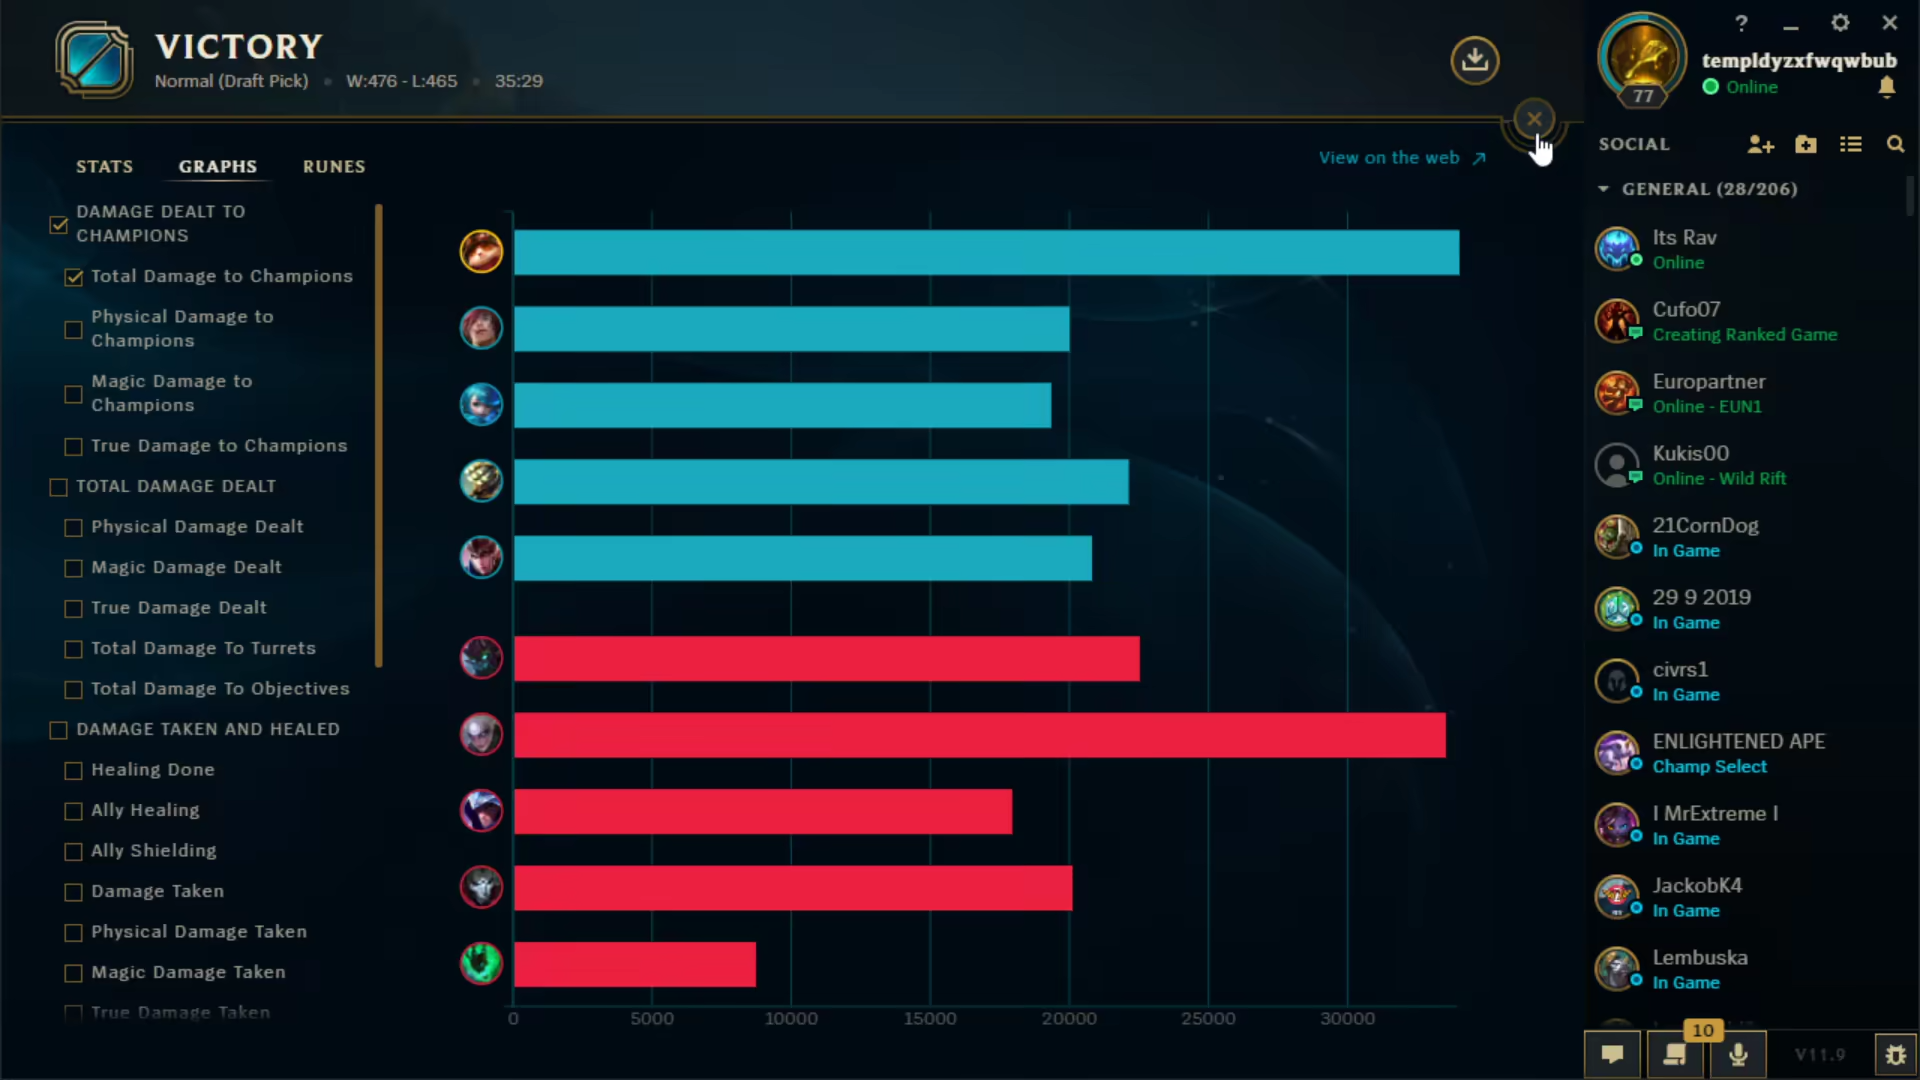 VICTORY
Normal (Draft Pick) • W:476 - L:465 • 35:29
77
templdyzxfwqwbub
Online
STATS GRAPHS RUNES
View on the web
DAMAGE DEALT TO
CHAMPIONS
Total Damage to Champions
Physical Damage to
Champions
Magic Damage to
Champions
True Damage to Champions
TOTAL DAMAGE DEALT
Physical Damage Dealt
Magic Damage Dealt
True Damage Dealt
Total Damage To Turrets
Total Damage To Objectives
DAMAGE TAKEN AND HEALED
Healing Done
Ally Healing
Ally Shielding
Damage Taken
Physical Damage Taken
Magic Damage Taken
True Damage Taken
0 5000 10000 15000 20000 25000 30000
SOCIAL
GENERAL (28/206)
Its Rav
Online
Cufo07
Creating Ranked Game
Europartner
Online - EUN1
Kukis00
Online - Wild Rift
21CornDog
In Game
29 9 2019
In Game
civrs1
In Game
ENLIGHTENED APE
Champ Select
I MrExtreme I
In Game
JackobK4
In Game
Lembuska
In Game
10
V11.9